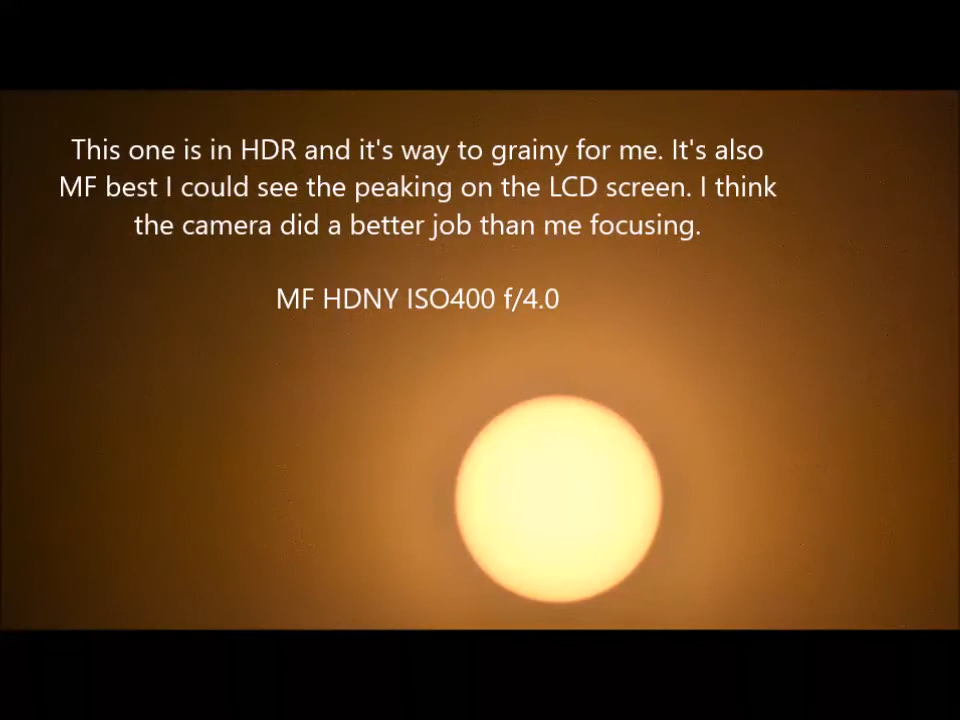 This one is in HDR and it's way to grainy for me. It's also
MF best I could see the peaking on the LCD screen. I think
the camera did a better job than me focusing.
MF HDNY ISO400 f/4.0